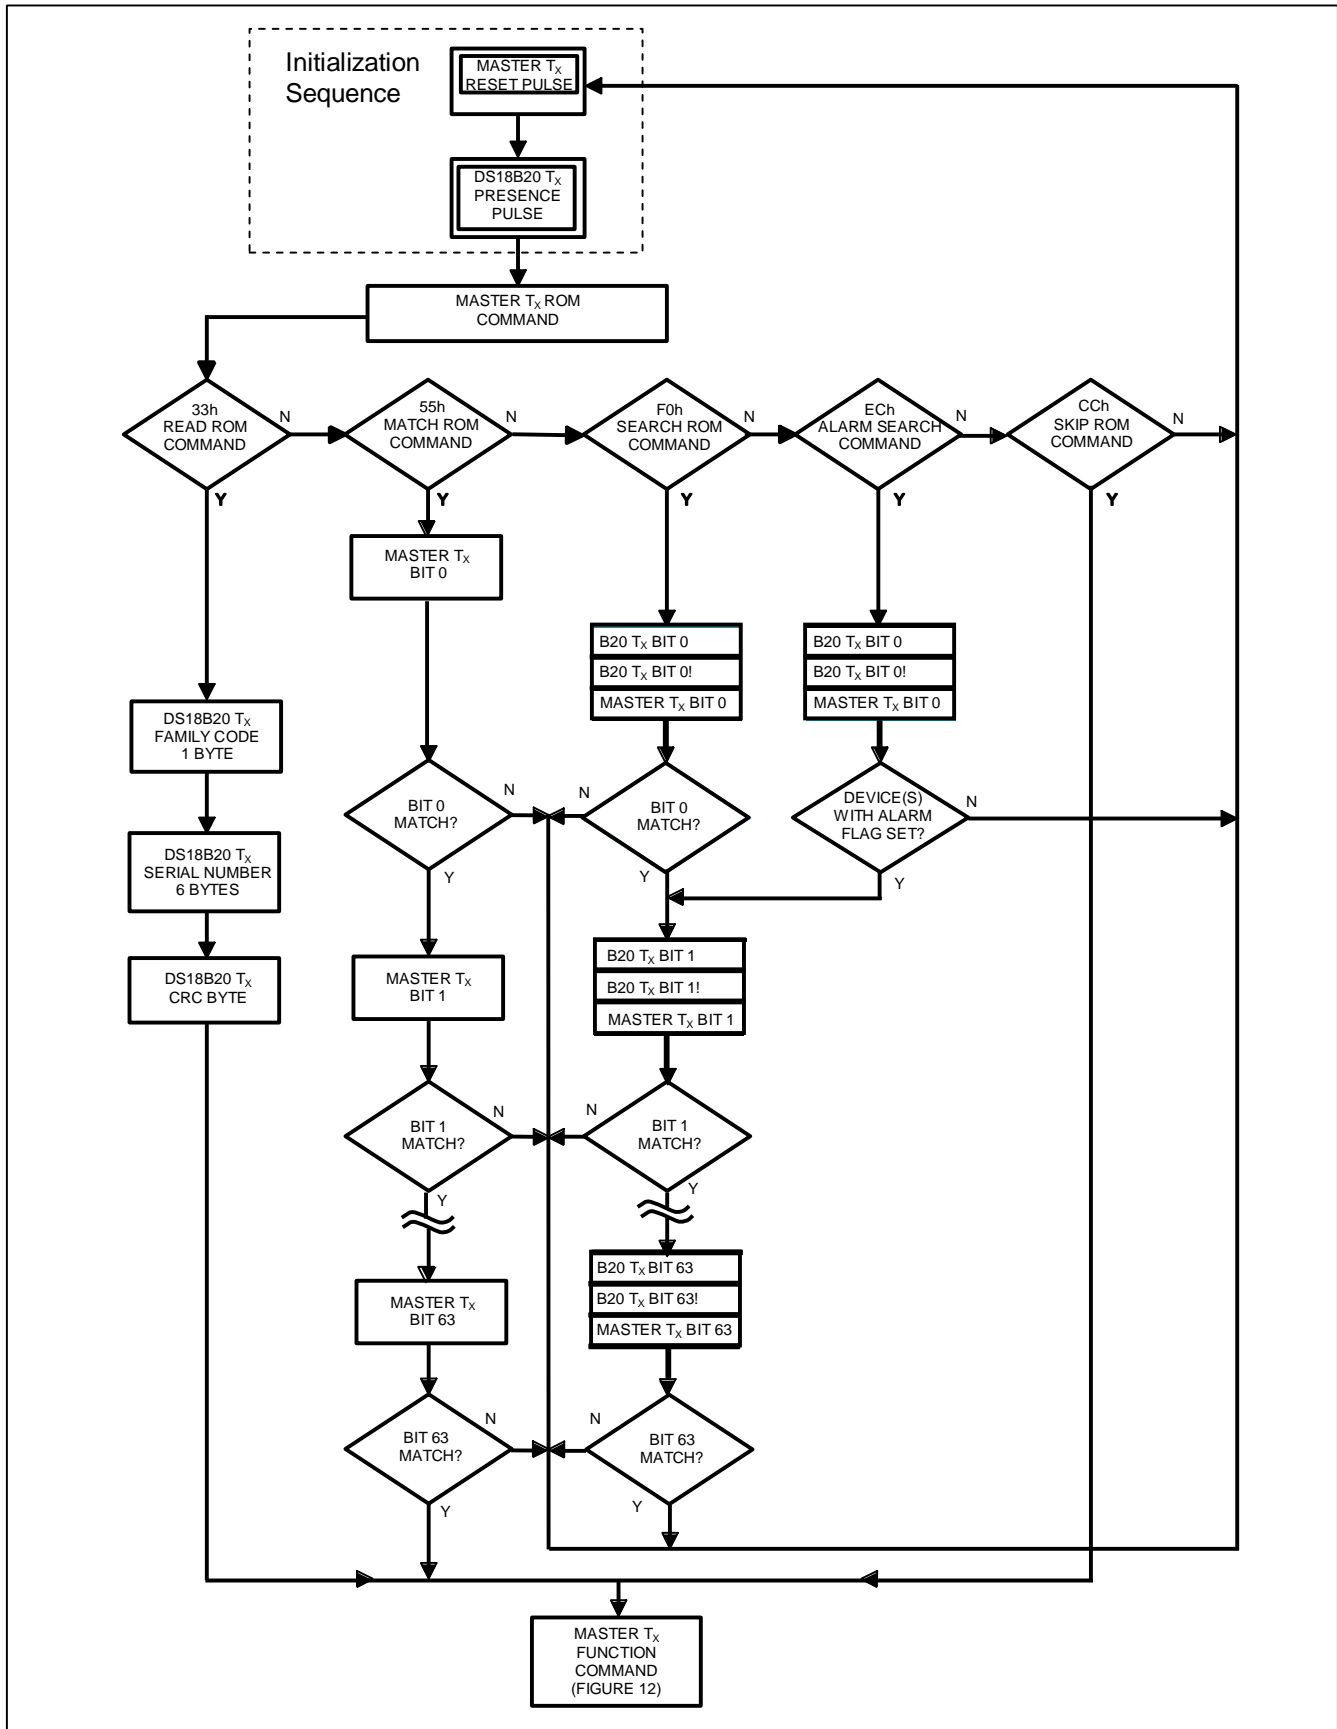 Initialization
Sequence
MASTER TX
RESET PULSE
DS18B20 TX
PRESENCE
PULSE
MASTER TX ROM
COMMAND
33h
READ ROM
COMMAND
N
Y
55h
MATCH ROM
COMMAND
N
Y
F0h
SEARCH ROM
COMMAND
N
Y
ECh
ALARM SEARCH
COMMAND
N
Y
CCh
SKIP ROM
COMMAND
N
Y
MASTER TX
BIT 0
B20 TX BIT 0
B20 TX BIT 0!
MASTER TX BIT 0
B20 TX BIT 0
B20 TX BIT 0!
MASTER TX BIT 0
DS18B20 TX
FAMILY CODE
1 BYTE
BIT 0
MATCH?
N
Y
BIT 0
MATCH?
N
Y
DEVICE(S)
WITH ALARM
FLAG SET?
N
Y
DS18B20 TX
SERIAL NUMBER
6 BYTES
DS18B20 TX
CRC BYTE
MASTER TX
BIT 1
B20 TX BIT 1
B20 TX BIT 1!
MASTER TX BIT 1
BIT 1
MATCH?
N
Y
BIT 1
MATCH?
N
Y
MASTER TX
BIT 63
B20 TX BIT 63
B20 TX BIT 63!
MASTER TX BIT 63
BIT 63
MATCH?
N
Y
BIT 63
MATCH?
N
Y
MASTER TX
FUNCTION
COMMAND
(FIGURE 12)